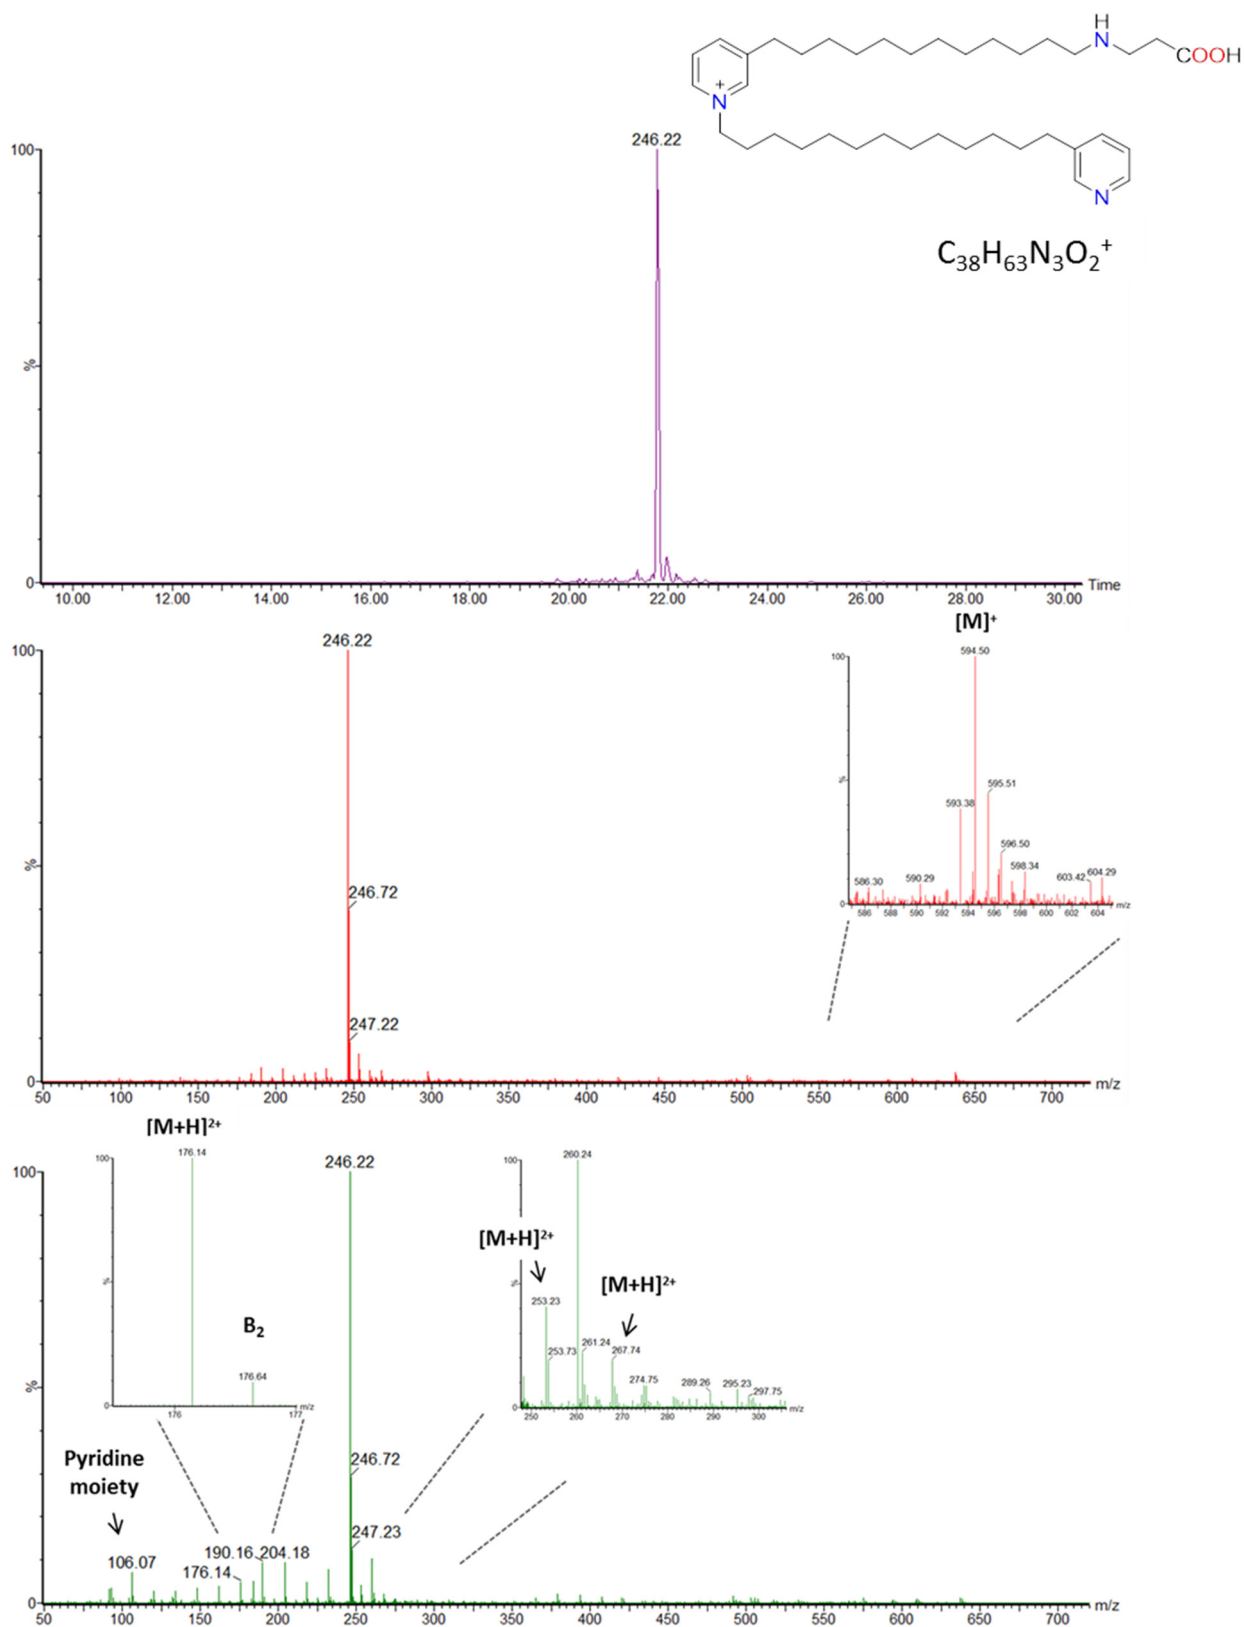 H
N
COOH
+
N
N
C₃₈H₆₃N₃O₂⁺
246.22
100
%
0
10.00 12.00 14.00 16.00 18.00 20.00 22.00 24.00 26.00 28.00 30.00 Time
[M]⁺
246.22
100
%
246.72
247.22
0
50 100 150 200 250 300 350 400 450 500 550 600 650 700 m/z
594.50
100
%
595.51
593.38
596.50
598.34
586.30
590.29
603.42
604.29
0
586 588 590 592 594 596 598 600 602 604 m/z
[M+H]²⁺
176.14
100
%
B₂
176.64
0
176 177 m/z
260.24
100
[M+H]²⁺
[M+H]²⁺
%
253.23
253.73
261.24
267.74
274.75
289.26
295.23
297.75
0
250 260 270 280 290 300 m/z
246.22
100
%
246.72
247.23
Pyridine
moiety
106.07
176.14
190.16
204.18
0
50 100 150 200 250 300 350 400 450 500 550 600 650 700 m/z